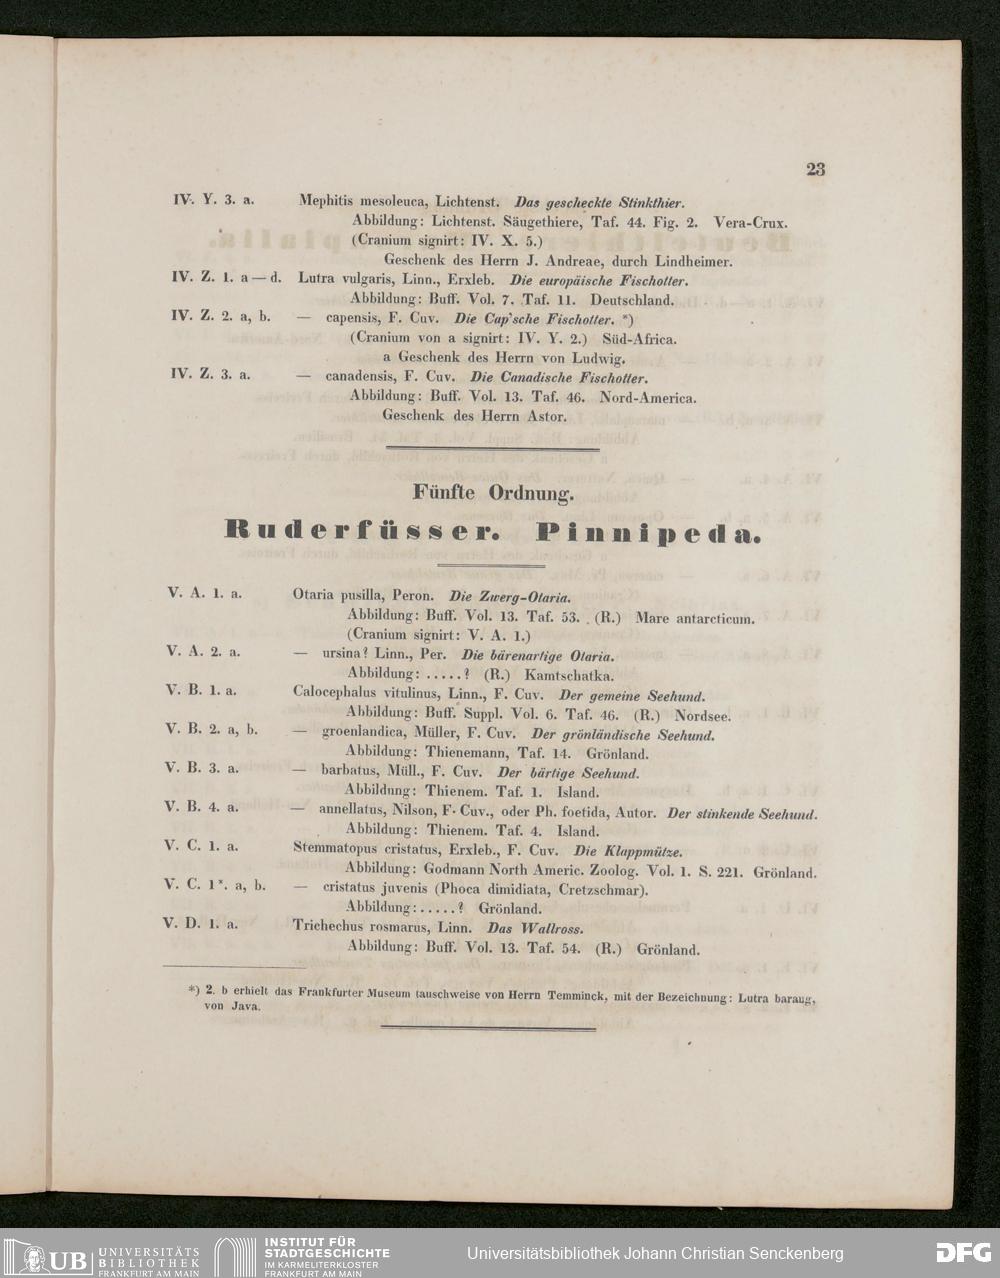 23
IV. Y. 3. a. Mephitis mesoleuca, Lichtenst. Das gescheckte Stinkthier.
Abbildung: Lichtenst. Säugethiere, Taf. 44. Fig. 2. Vera-Crux.
(Cranium signirt: IV. X. 5.)
Geschenk des Herrn J. Andreae, durch Lindheimer.
IV. Z. 1. a — d. Lutra vulgaris, Linn., Erxleb. Die europäische Fischotter.
Abbildung: Buff. Vol. 7. Taf. 11. Deutschland.
IV. Z. 2. a, b. — capensis, F. Cuv. Die Cap'sche Fischotter. *)
(Cranium von a signirt: IV. Y. 2.) Süd-Africa.
a Geschenk des Herrn von Ludwig.
IV. Z. 3. a. — canadensis, F. Cuv. Die Canadische Fischotter.
Abbildung: Buff. Vol. 13. Taf. 46. Nord-America.
Geschenk des Herrn Astor.
Fünfte Ordnung.
Ruderfüsser. Pinnipeda.
V. A. 1. a. Otaria pusilla, Peron. Die Zwerg-Otaria.
Abbildung: Buff. Vol. 13. Taf. 53. (R.) Mare antarcticum.
(Cranium signirt: V. A. 1.)
V. A. 2. a. — ursina? Linn., Per. Die bärenartige Otaria.
Abbildung: .....? (R.) Kamtschatka.
V. B. 1. a. Calocephalus vitulinus, Linn., F. Cuv. Der gemeine Seehund.
Abbildung: Buff. Suppl. Vol. 6. Taf. 46. (R.) Nordsee.
V. B. 2. a, b. — groenlandica, Müller, F. Cuv. Der grönländische Seehund.
Abbildung: Thienemann, Taf. 14. Grönland.
V. B. 3. a. — barbatus, Müll., F. Cuv. Der bärtige Seehund.
Abbildung: Thienem. Taf. 1. Island.
V. B. 4. a. — annellatus, Nilson, F. Cuv., oder Ph. foetida, Autor. Der stinkende Seehund.
Abbildung: Thienem. Taf. 4. Island.
V. C. 1. a. Stemmatopus cristatus, Erxleb., F. Cuv. Die Klappmütze.
Abbildung: Godmann North Americ. Zoolog. Vol. 1. S. 221. Grönland.
V. C. 1*. a, b. — cristatus juvenis (Phoca dimidiata, Cretzschmar).
Abbildung: .....? Grönland.
V. D. 1. a. Trichechus rosmarus, Linn. Das Wallross.
Abbildung: Buff. Vol. 13. Taf. 54. (R.) Grönland.
*) 2. b erhielt das Frankfurter Museum tauschweise von Herrn Temminck, mit der Bezeichnung: Lutra barang,
von Java.
UB UNIVERSITÄTS
BIBLIOTHEK
FRANKFURT AM MAIN
INSTITUT FÜR
STADTGESCHICHTE
IM KARMELITERKLOSTER
FRANKFURT AM MAIN
Universitätsbibliothek Johann Christian Senckenberg
DFG